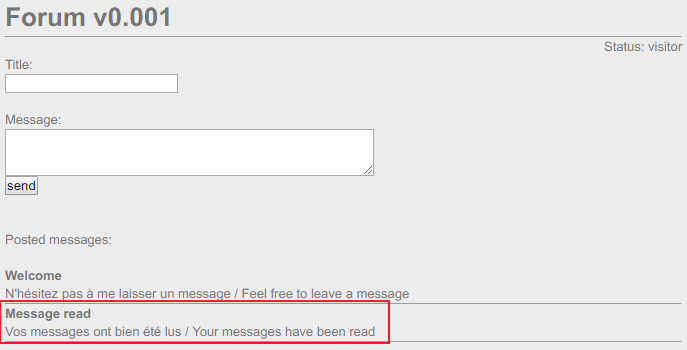 Forum v0.001
Status: visitor
Title:
Message:
send
Posted messages:
Welcome
N'hésitez pas à me laisser un message / Feel free to leave a message
Message read
Vos messages ont bien été lus / Your messages have been read